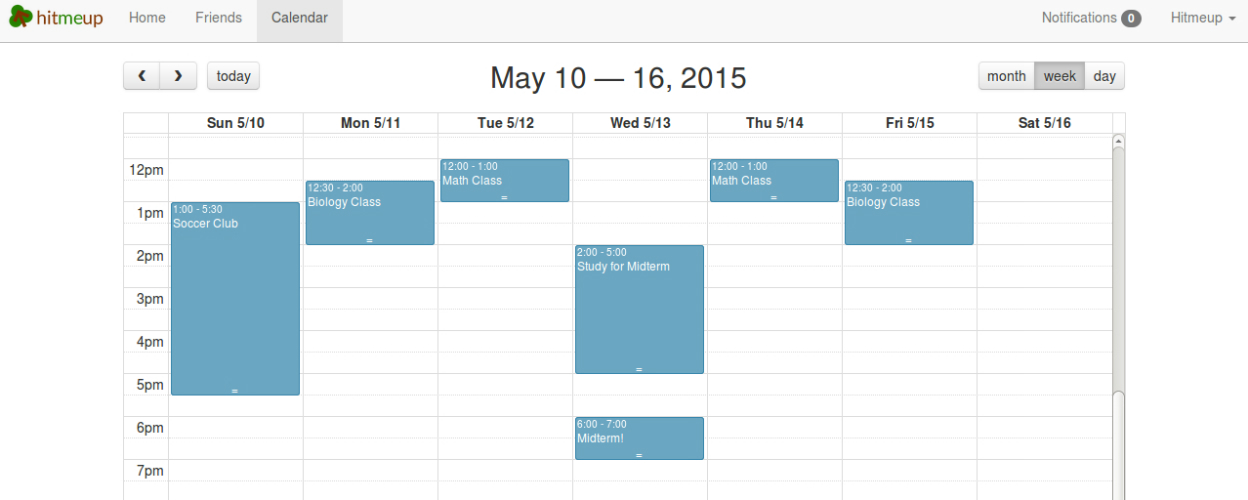 hitmeup Home Friends Calendar Notifications 0 Hitmeup
today May 10 — 16, 2015 month week day
Sun 5/10 Mon 5/11 Tue 5/12 Wed 5/13 Thu 5/14 Fri 5/15 Sat 5/16
12pm
12:00 - 1:00
Math Class
12:00 - 1:00
Math Class
12:30 - 2:00
Biology Class
12:30 - 2:00
Biology Class
1pm
1:00 - 5:30
Soccer Club
2pm
2:00 - 5:00
Study for Midterm
3pm
4pm
5pm
6pm
6:00 - 7:00
Midterm!
7pm